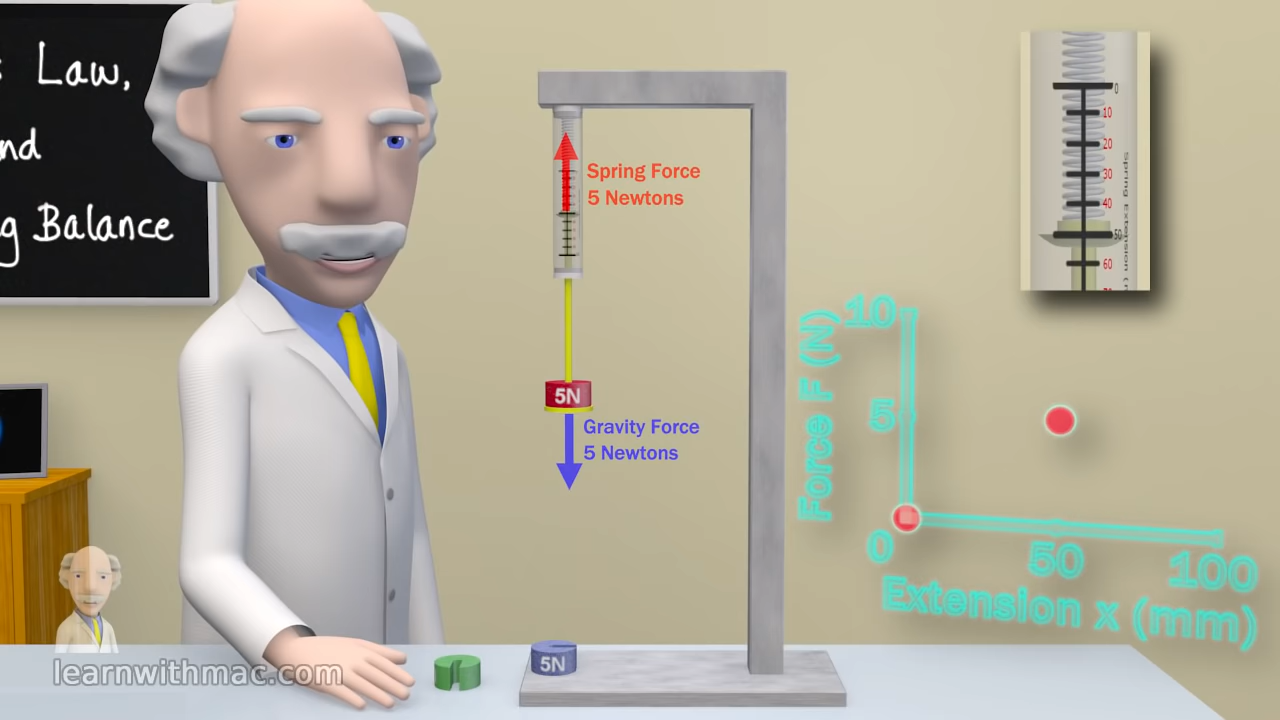 Law,
nd
g Balance
Spring Force
5 Newtons
5N
Gravity Force
5 Newtons
5N
learnwithmac.com
0
10
20
30
40
50
60
Spring Extension
Force F (N)
10
5
0
50
100
Extension x (mm)